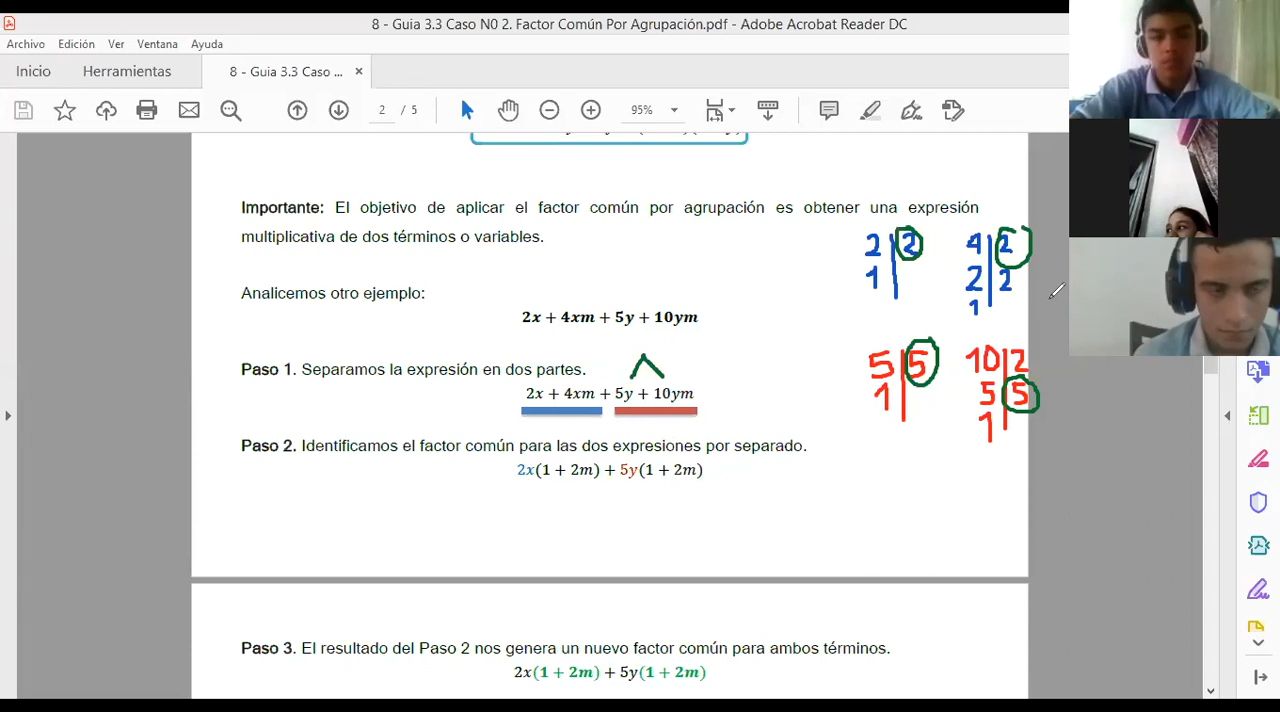 8 - Guia 3.3 Caso N0 2. Factor Común Por Agrupación.pdf - Adobe Acrobat Reader DC
Archivo Edición Ver Ventana Ayuda
Inicio Herramientas 8 - Guia 3.3 Caso ... ×
2 / 5 95%
Importante: El objetivo de aplicar el factor común por agrupación es obtener una expresión
multiplicativa de dos términos o variables.
2 2 4 2
1 2 2
1
Analicemos otro ejemplo:
2x + 4xm + 5y + 10ym
Paso 1. Separamos la expresión en dos partes.
2x + 4xm + 5y + 10ym
5 5 10 2
1 5 5
1
Paso 2. Identificamos el factor común para las dos expresiones por separado.
2x(1 + 2m) + 5y(1 + 2m)
Paso 3. El resultado del Paso 2 nos genera un nuevo factor común para ambos términos.
2x(1 + 2m) + 5y(1 + 2m)